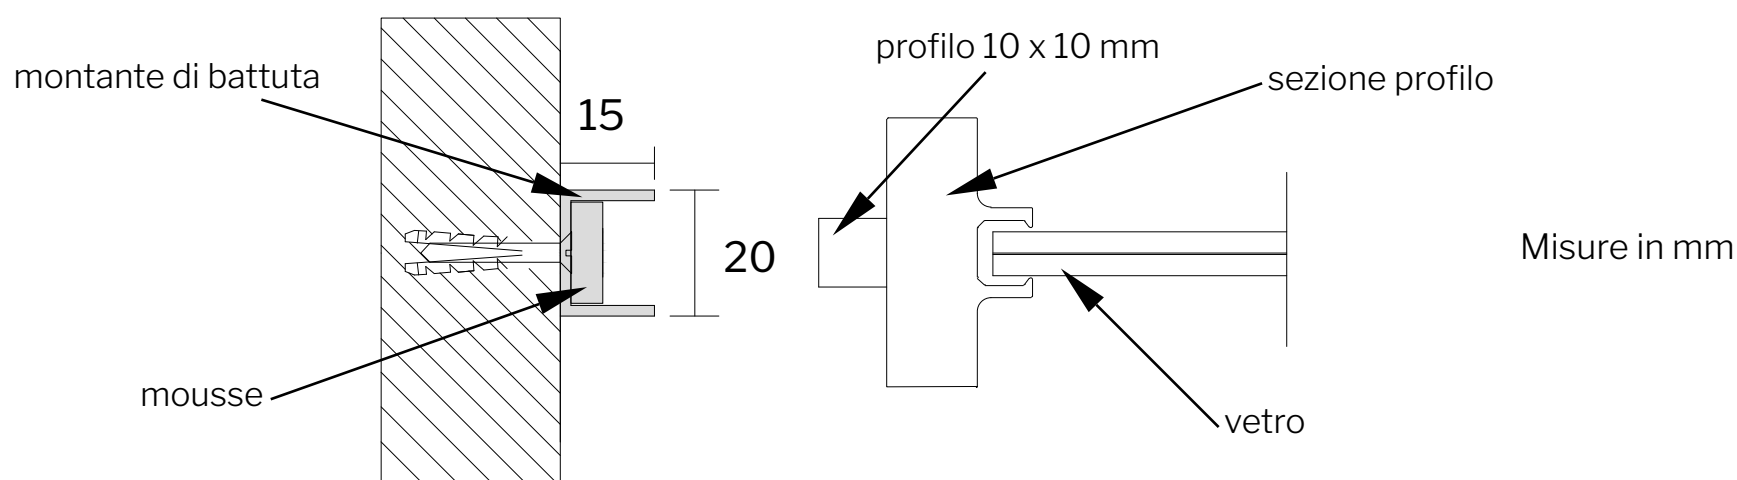 profilo 10 x 10 mm
montante di battuta
sezione profilo
15
20
Misure in mm
mousse
vetro